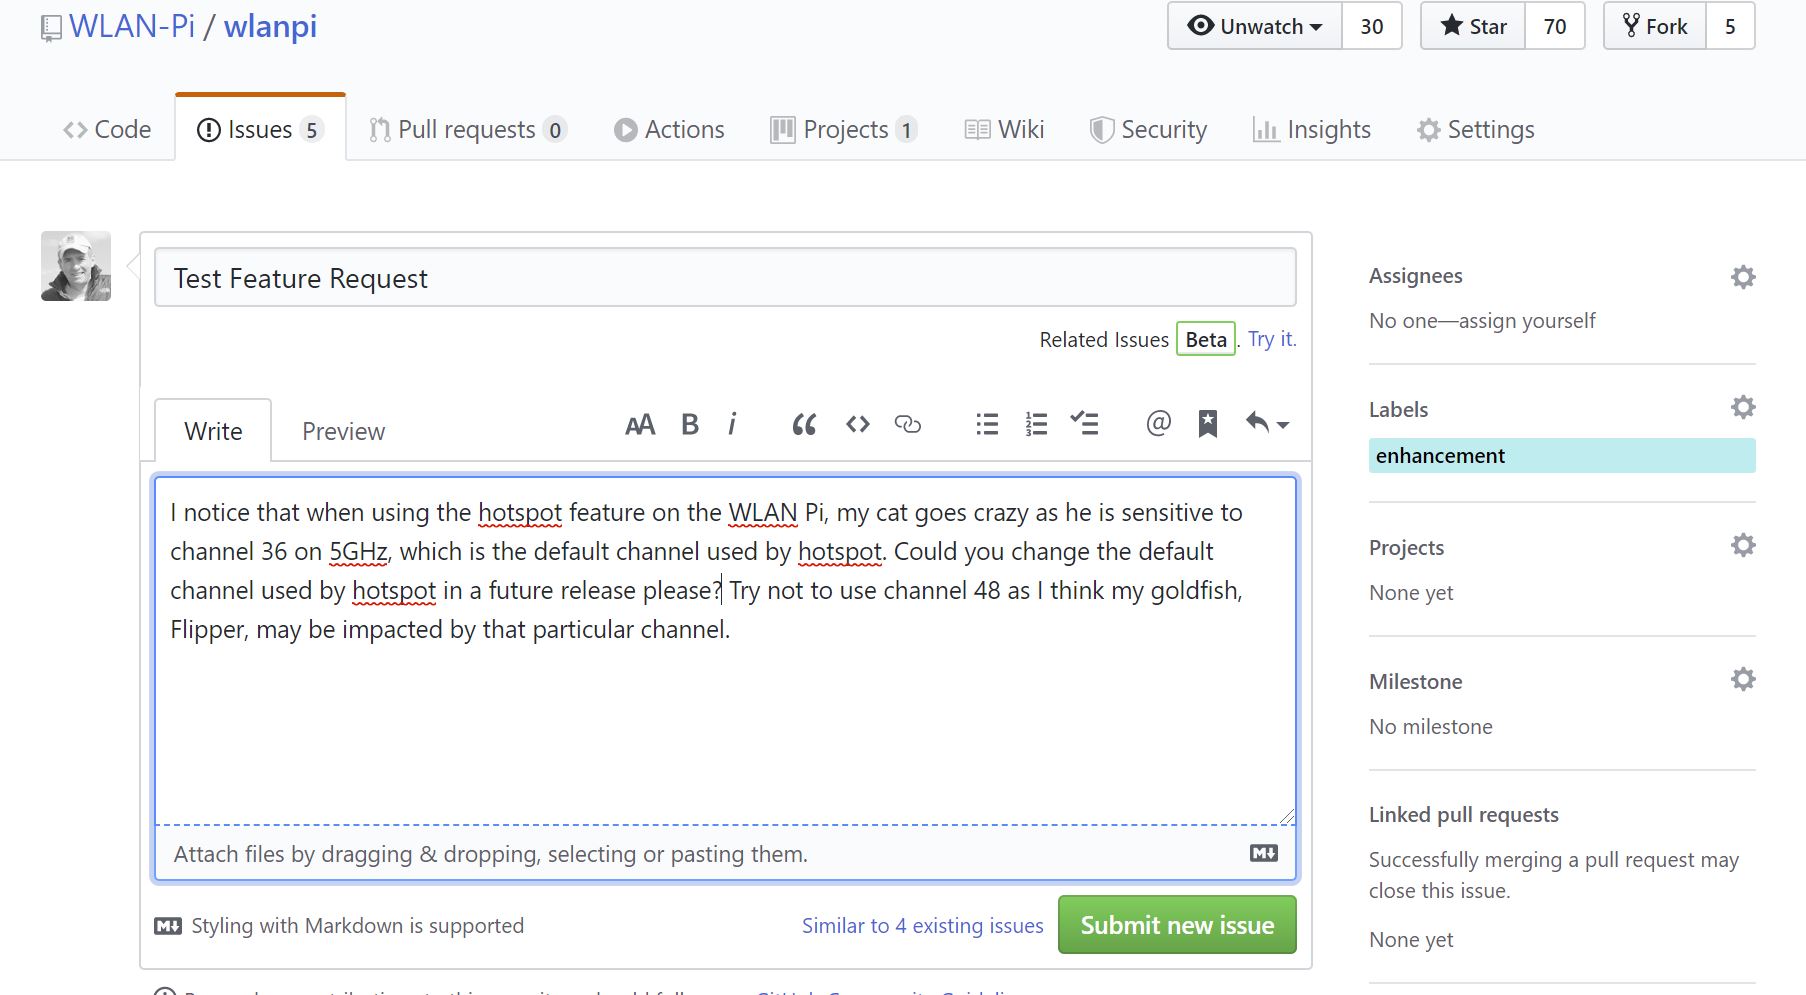 WLAN-Pi / wlanpi
Unwatch 30 Star 70 Fork 5
Code Issues 5 Pull requests 0 Actions Projects 1 Wiki Security Insights Settings
Test Feature Request
Related Issues Beta. Try it.
Write Preview
I notice that when using the hotspot feature on the WLAN Pi, my cat goes crazy as he is sensitive to
channel 36 on 5GHz, which is the default channel used by hotspot. Could you change the default
channel used by hotspot in a future release please? Try not to use channel 48 as I think my goldfish,
Flipper, may be impacted by that particular channel.
Attach files by dragging & dropping, selecting or pasting them.
Styling with Markdown is supported
Similar to 4 existing issues
Submit new issue
Assignees
No one—assign yourself
Labels
enhancement
Projects
None yet
Milestone
No milestone
Linked pull requests
Successfully merging a pull request may
close this issue.
None yet